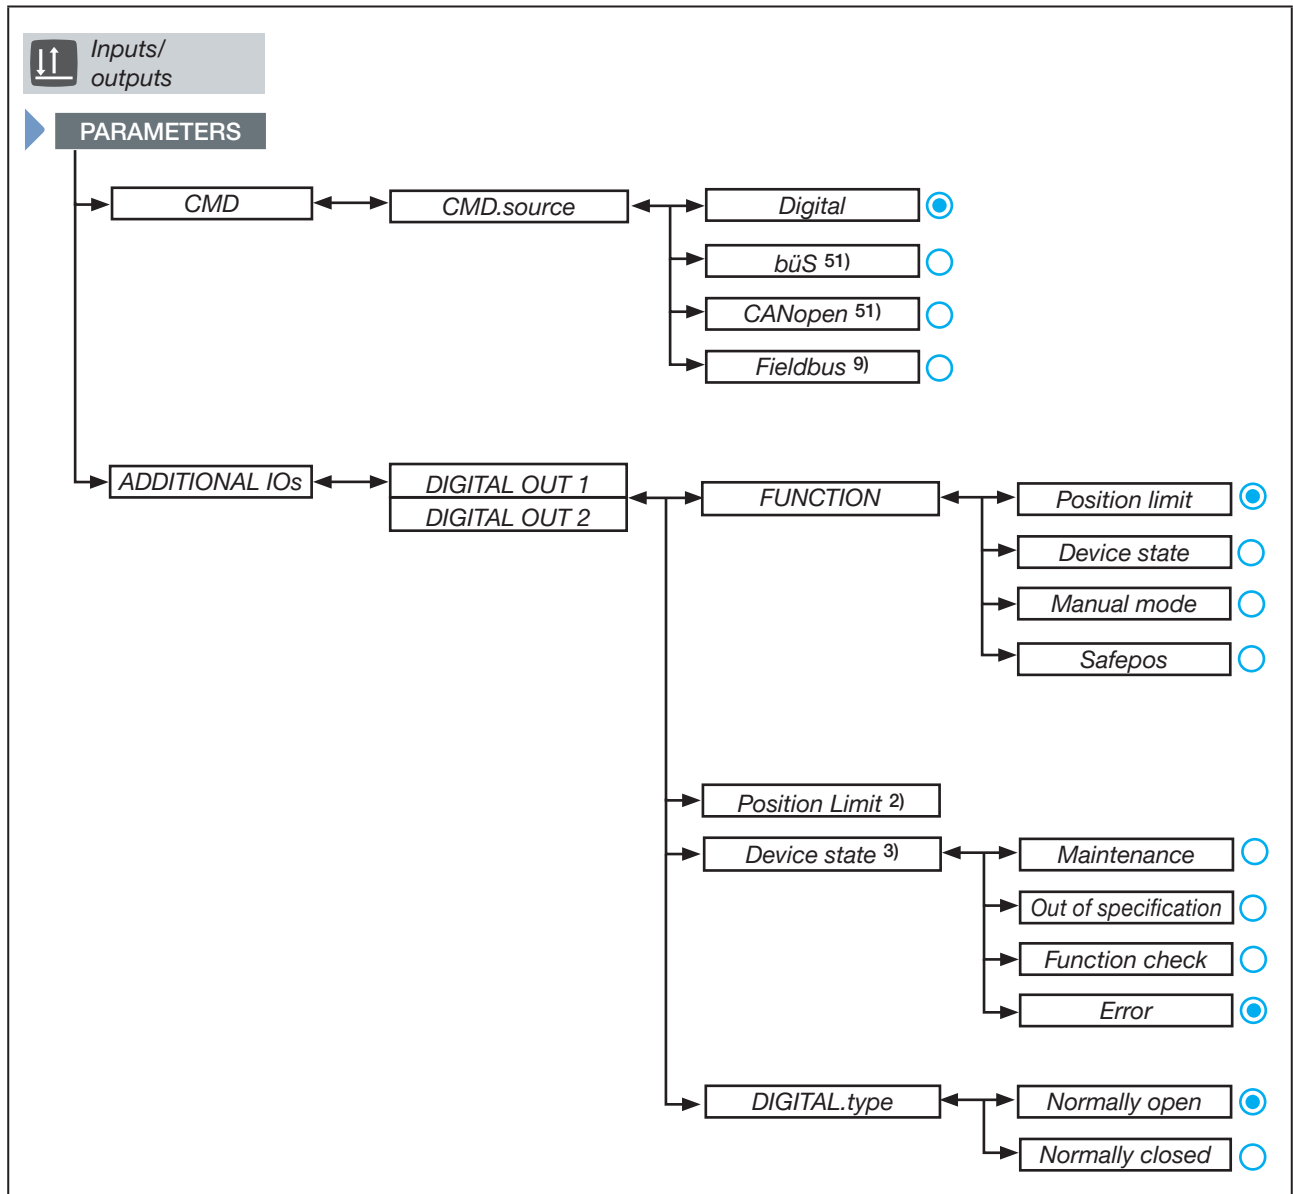 Inputs/
outputs
PARAMETERS
CMD
CMD.source
Digital
büS 51)
CANopen 51)
Fieldbus 9)
ADDITIONAL IOs
DIGITAL OUT 1
DIGITAL OUT 2
FUNCTION
Position limit
Device state
Manual mode
Safepos
Position Limit 2)
Device state 3)
Maintenance
Out of specification
Function check
Error
DIGITAL.type
Normally open
Normally closed